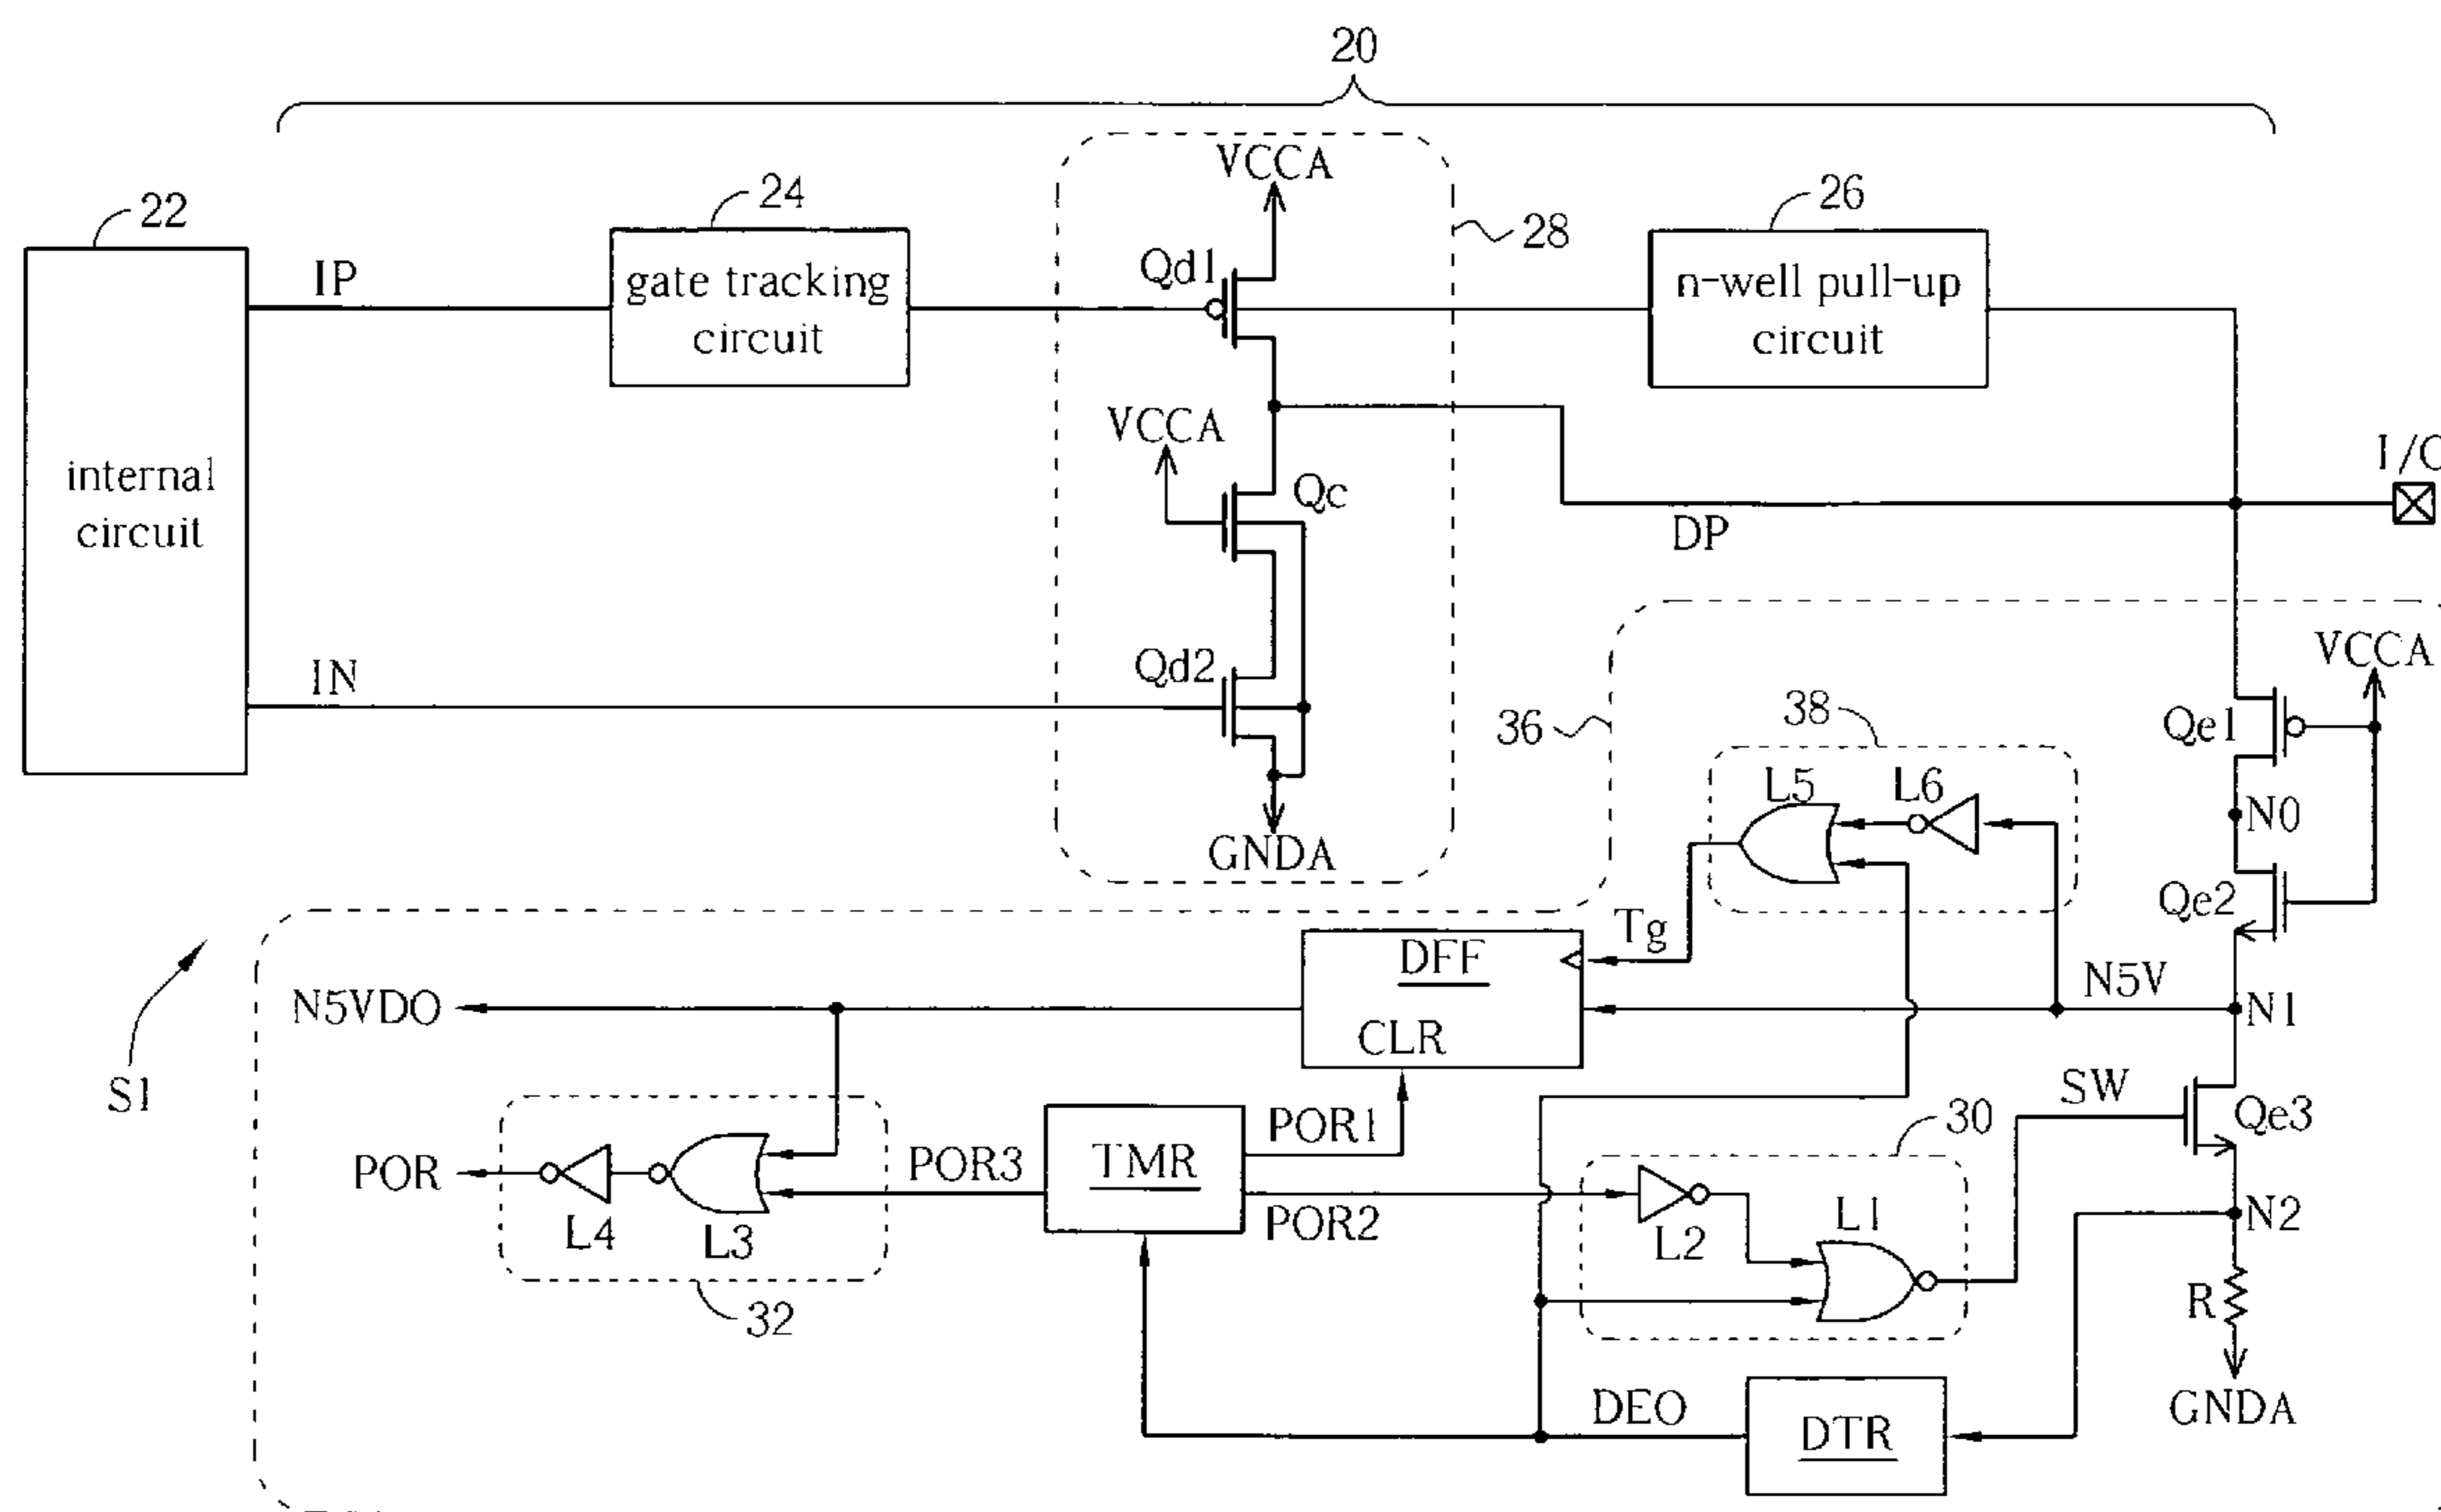 20
VCCA
22
24
26
28
IP
gate tracking
circuit
Qd1
n-well pull-up
circuit
VCCA
internal
circuit
Qc
DP
IN
Qd2
VCCA
36
38
Qe1
L5
L6
N0
GNDA
Qe2
Tg
DFF
N5V
N5VDO
N1
CLR
S1
SW
Qe3
POR1
30
POR
POR3
TMR
L4
L3
POR2
L2
L1
N2
32
R
DEO
DTR
GNDA